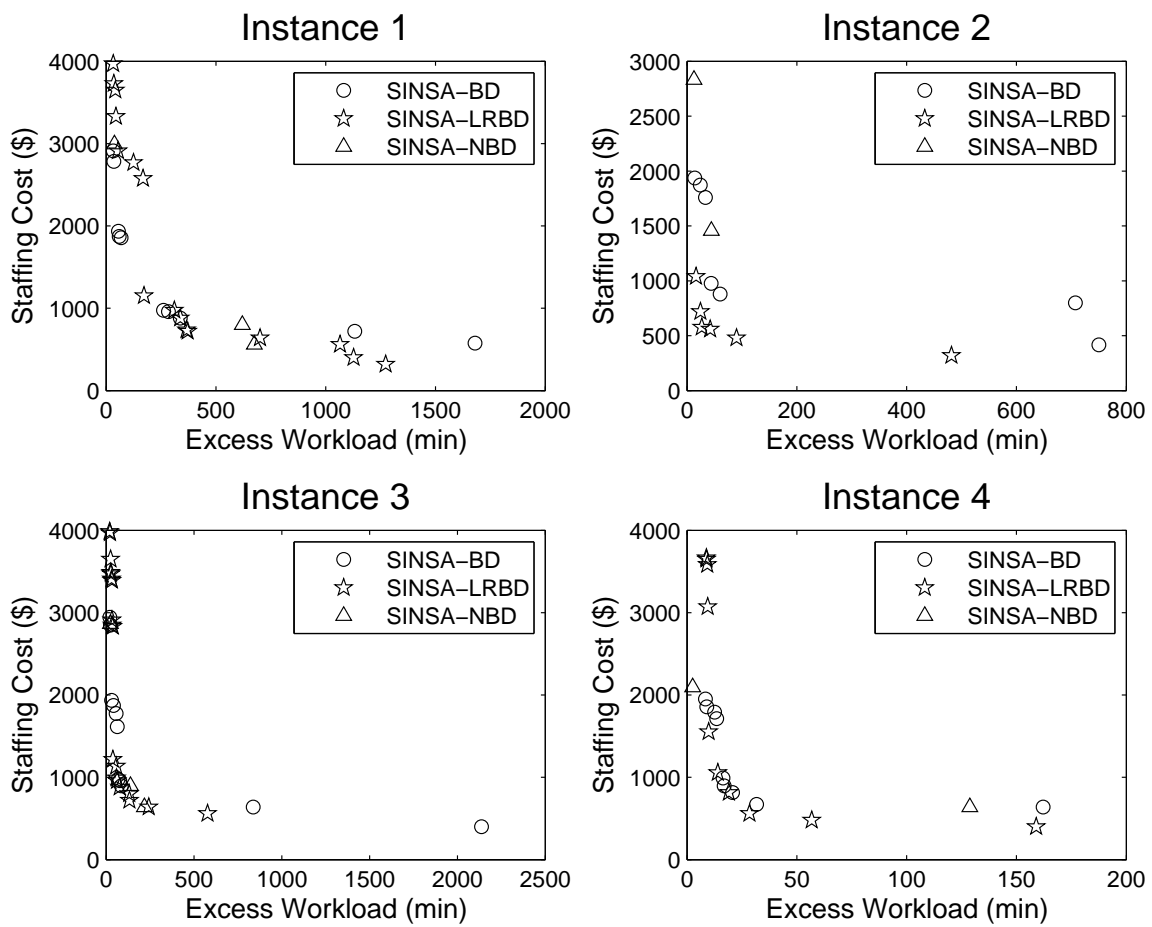 Instance 1
4000
3000
2000
1000
0
Staffing Cost ($)
SINSA−BD
SINSA−LRBD
SINSA−NBD
0 500 1000 1500 2000
Excess Workload (min)
Instance 2
3000
2500
2000
1500
1000
500
0
Staffing Cost ($)
SINSA−BD
SINSA−LRBD
SINSA−NBD
0 200 400 600 800
Excess Workload (min)
Instance 3
4000
3000
2000
1000
0
Staffing Cost ($)
SINSA−BD
SINSA−LRBD
SINSA−NBD
0 500 1000 1500 2000 2500
Excess Workload (min)
Instance 4
4000
3000
2000
1000
0
Staffing Cost ($)
SINSA−BD
SINSA−LRBD
SINSA−NBD
0 50 100 150 200
Excess Workload (min)